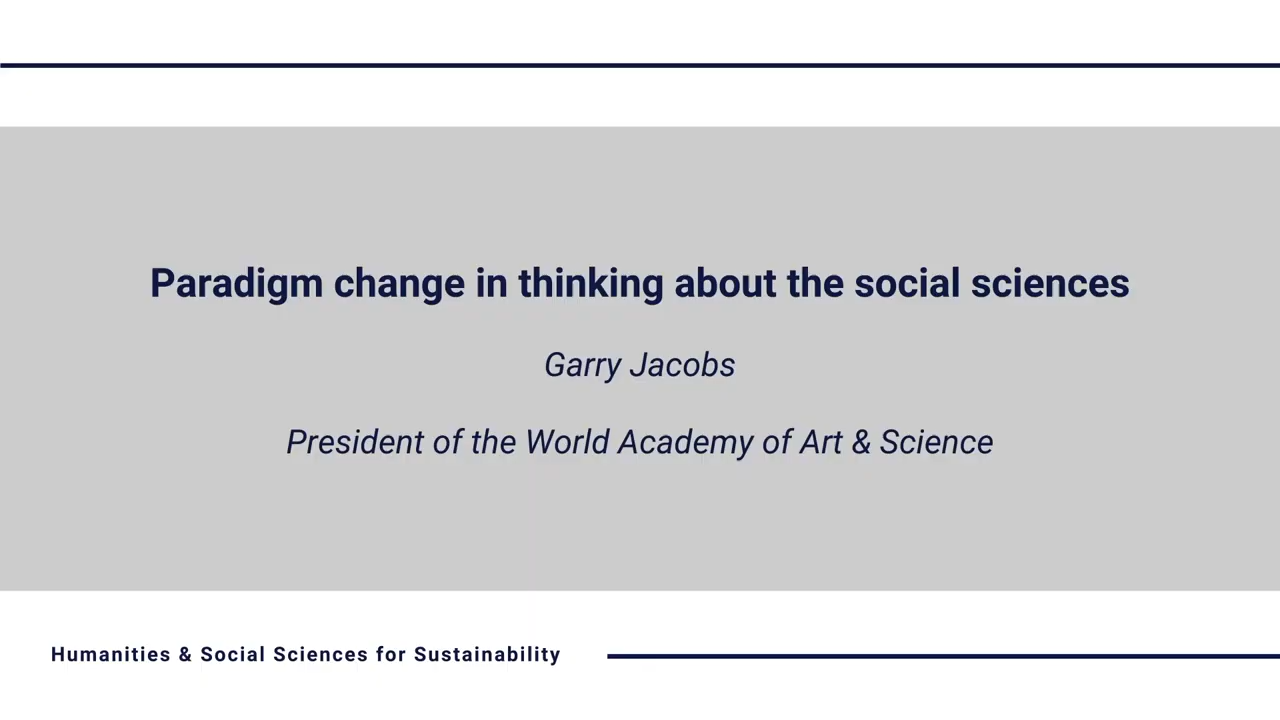 Paradigm change in thinking about the social sciences
Garry Jacobs
President of the World Academy of Art & Science
Humanities & Social Sciences for Sustainability